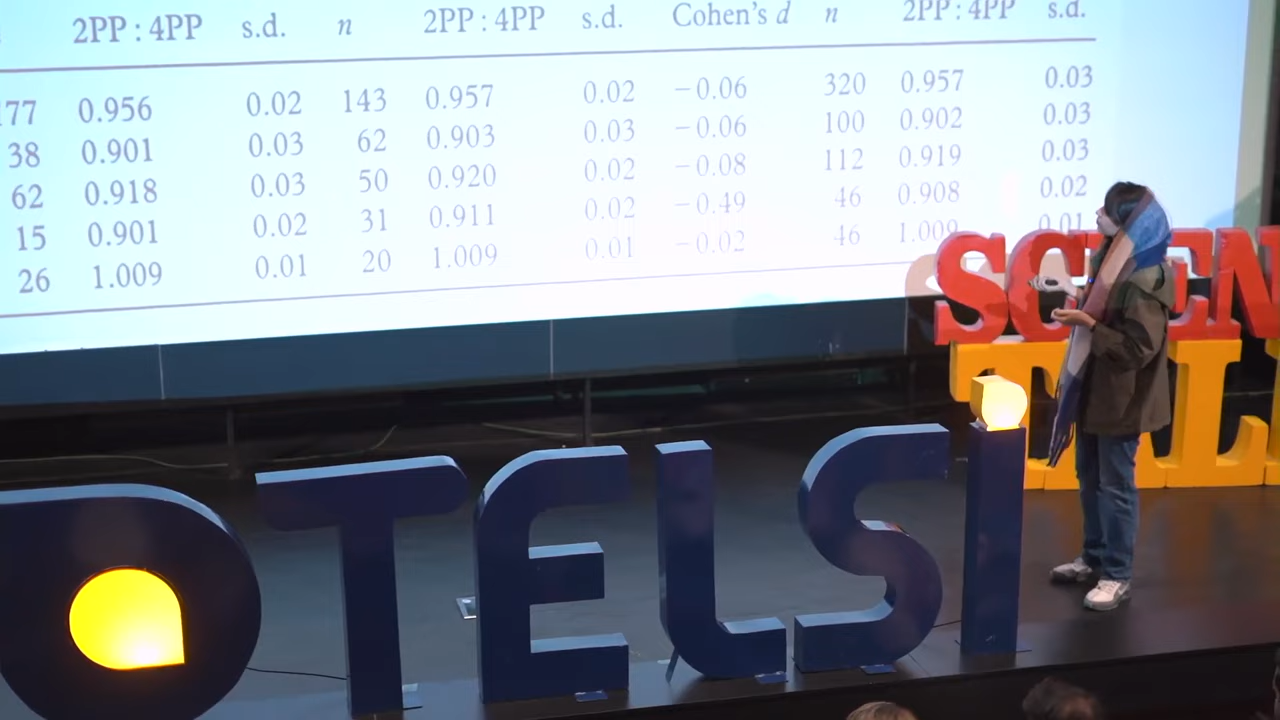 2PP : 4PP s.d. n 2PP : 4PP s.d. Cohen's d n 2PP : 4PP s.d.
77 0.956 0.02 143 0.957 0.02 −0.06 320 0.957 0.03
38 0.901 0.03 62 0.903 0.03 −0.06 100 0.902 0.03
62 0.918 0.03 50 0.920 0.02 −0.08 112 0.919 0.03
15 0.901 0.02 31 0.911 0.02 −0.49 46 0.908 0.02
26 1.009 0.01 20 1.009 0.01 −0.02 46 1.009 0.01
TELSİ